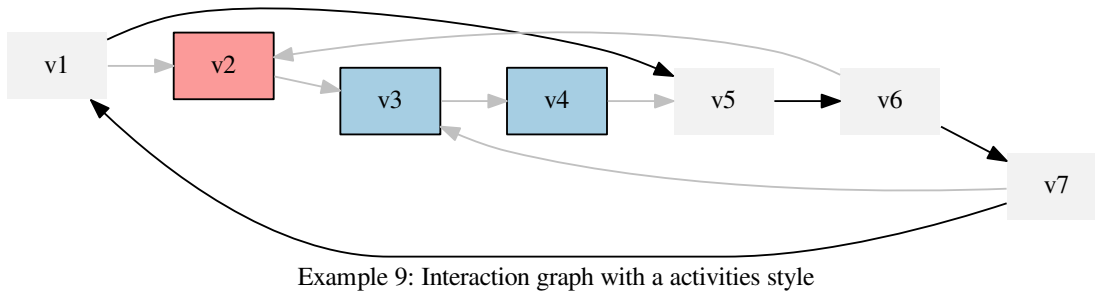 v1
v2
v3
v4
v5
v6
v7
Example 9: Interaction graph with a activities style